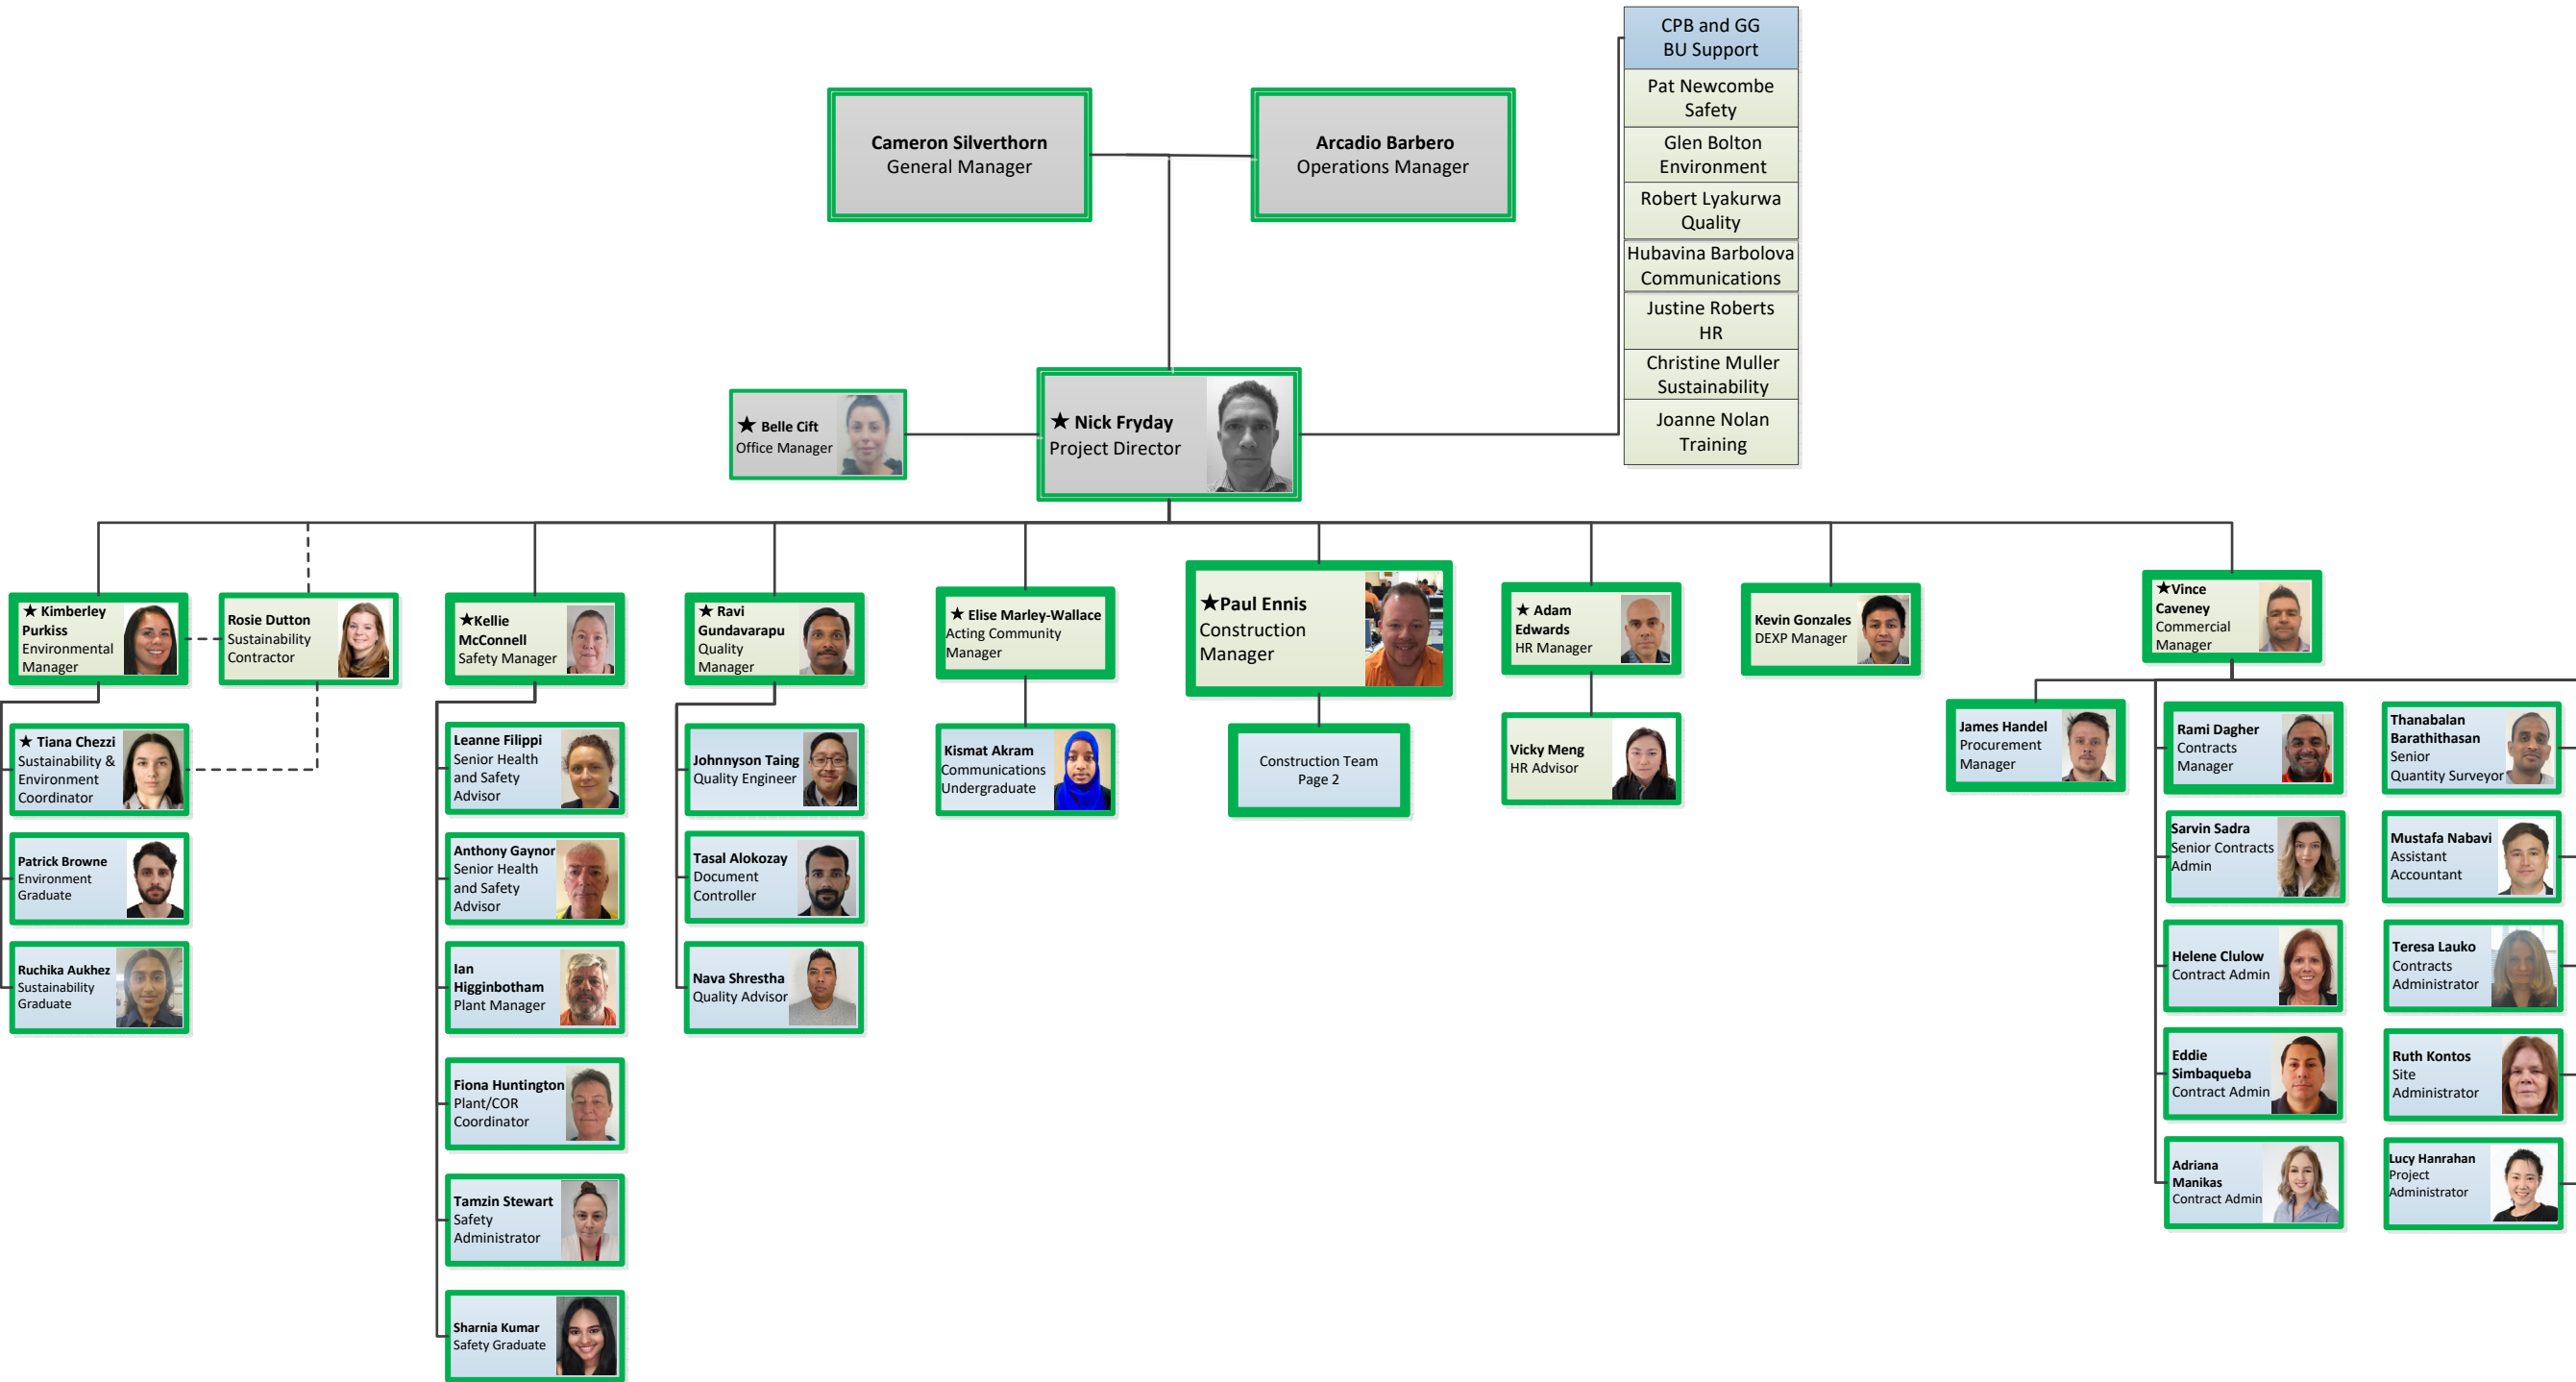 CPB and GG
BU Support
Pat Newcombe
Safety
Glen Bolton
Environment
Robert Lyakurwa
Quality
Hubavina Barbolova
Communications
Justine Roberts
HR
Christine Muller
Sustainability
Joanne Nolan
Training
Cameron Silverthorn
General Manager
Arcadio Barbero
Operations Manager
★ Belle Cift
Office Manager
★ Nick Fryday
Project Director
★ Kimberley
Purkiss
Environmental
Manager
Rosie Dutton
Sustainability
Contractor
★Kellie
McConnell
Safety Manager
★ Ravi
Gundavarapu
Quality
Manager
★ Elise Marley-Wallace
Acting Community
Manager
★Paul Ennis
Construction
Manager
★ Adam
Edwards
HR Manager
Kevin Gonzales
DEXP Manager
★Vince
Caveney
Commercial
Manager
★ Tiana Chezzi
Sustainability &
Environment
Coordinator
Patrick Browne
Environment
Graduate
Ruchika Aukhez
Sustainability
Graduate
Leanne Filippi
Senior Health
and Safety
Advisor
Anthony Gaynor
Senior Health
and Safety
Advisor
Ian
Higginbotham
Plant Manager
Fiona Huntington
Plant/COR
Coordinator
Tamzin Stewart
Safety
Administrator
Sharnia Kumar
Safety Graduate
Johnnyson Taing
Quality Engineer
Tasal Alokozay
Document
Controller
Nava Shrestha
Quality Advisor
Kismat Akram
Communications
Undergraduate
Construction Team
Page 2
Vicky Meng
HR Advisor
James Handel
Procurement
Manager
Rami Dagher
Contracts
Manager
Sarvin Sadra
Senior Contracts
Admin
Helene Clulow
Contract Admin
Eddie
Simbaqueba
Contract Admin
Adriana
Manikas
Contract Admin
Thanabalan
Barathithasan
Senior
Quantity Surveyor
Mustafa Nabavi
Assistant
Accountant
Teresa Lauko
Contracts
Administrator
Ruth Kontos
Site
Administrator
Lucy Hanrahan
Project
Administrator